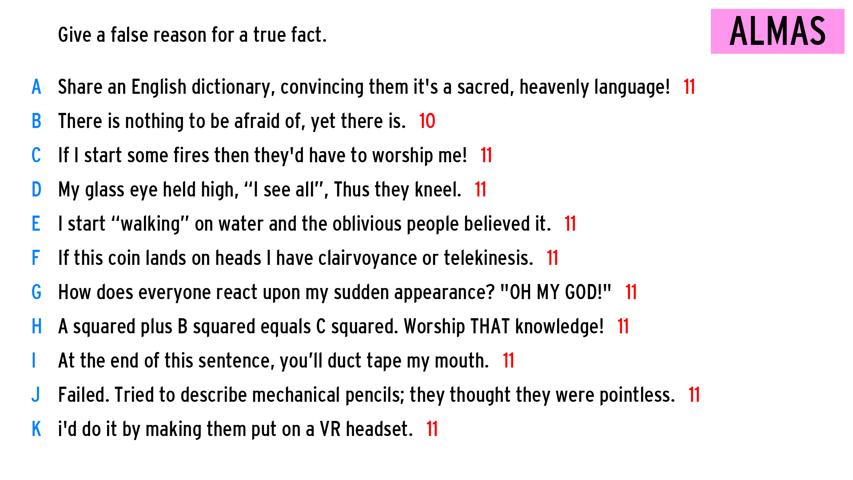 Give a false reason for a true fact.
ALMAS
A Share an English dictionary, convincing them it's a sacred, heavenly language! 11
B There is nothing to be afraid of, yet there is. 10
C If I start some fires then they'd have to worship me! 11
D My glass eye held high, “I see all”, Thus they kneel. 11
E I start “walking” on water and the oblivious people believed it. 11
F If this coin lands on heads I have clairvoyance or telekinesis. 11
G How does everyone react upon my sudden appearance? "OH MY GOD!" 11
H A squared plus B squared equals C squared. Worship THAT knowledge! 11
I At the end of this sentence, you’ll duct tape my mouth. 11
J Failed. Tried to describe mechanical pencils; they thought they were pointless. 11
K i'd do it by making them put on a VR headset. 11